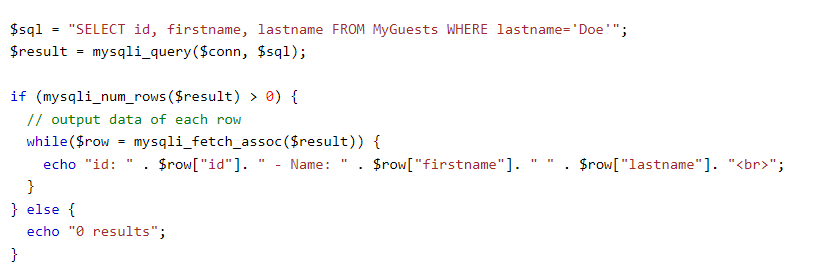 $sql = "SELECT id, firstname, lastname FROM MyGuests WHERE lastname='Doe'";
$result = mysqli_query($conn, $sql);

if (mysqli_num_rows($result) > 0) {
  // output data of each row
  while($row = mysqli_fetch_assoc($result)) {
    echo "id: " . $row["id"]. " - Name: " . $row["firstname"]. " " . $row["lastname"]. "<br>";
  }
} else {
  echo "0 results";
}